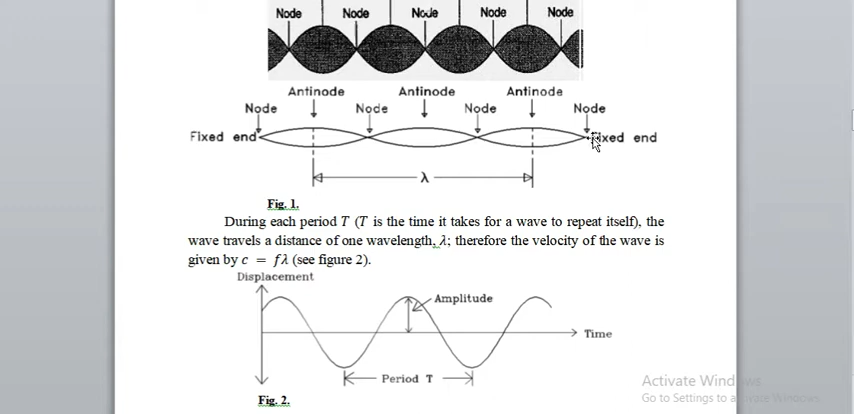 Node Node Node Node Node
Antinode Antinode Antinode
Node Node Node Node
Fixed end Fixed end
λ
Fig. 1.
During each period T (T is the time it takes for a wave to repeat itself), the
wave travels a distance of one wavelength, λ; therefore the velocity of the wave is
given by c = fλ (see figure 2).
Displacement
Amplitude
Time
Period T
Fig. 2.
Activate Windows
Go to Settings to activate Windows.